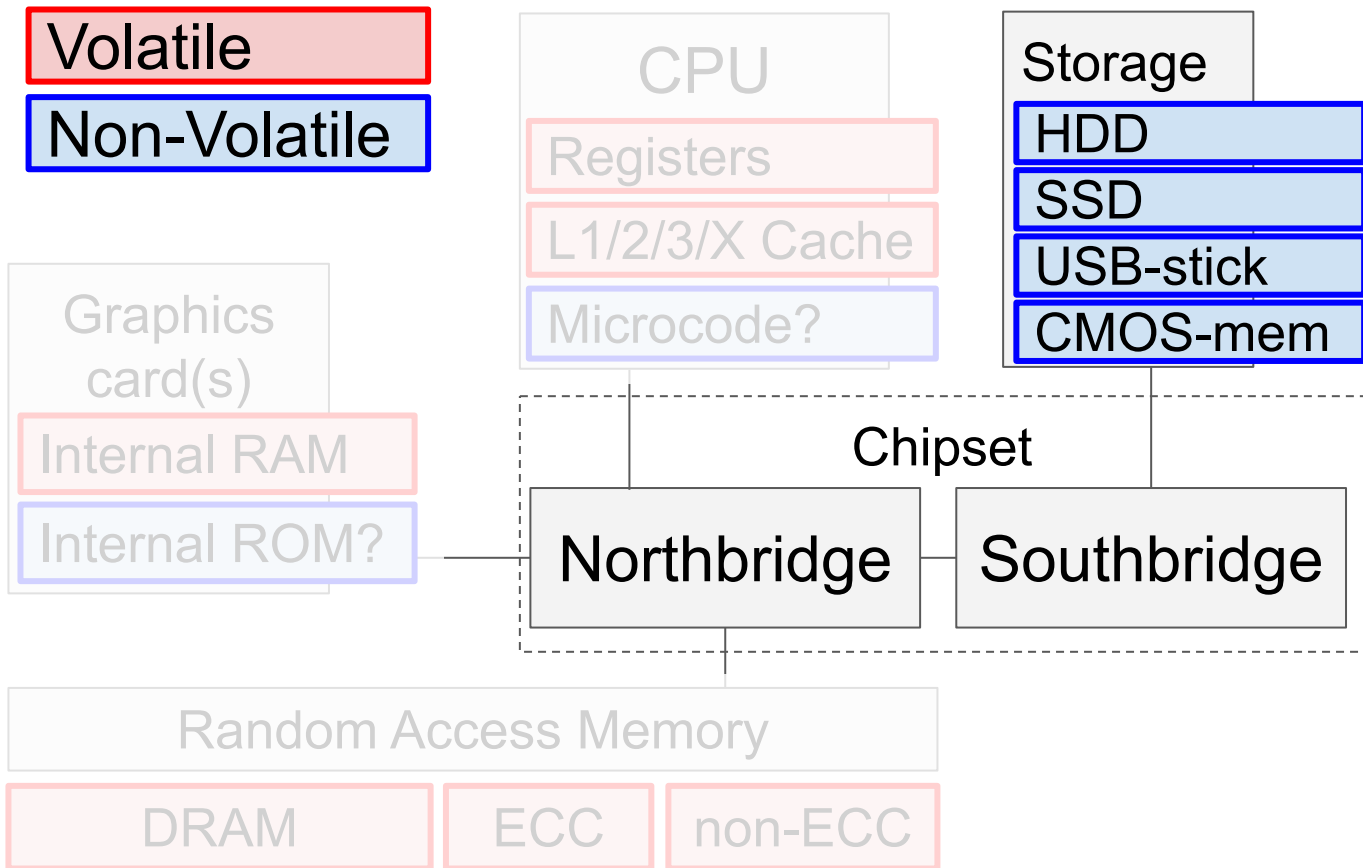 Volatile
Non-Volatile
CPU
Registers
L1/2/3/X Cache
Microcode?
Storage
HDD
SSD
USB-stick
CMOS-mem
Graphics
card(s)
Internal RAM
Internal ROM?
Chipset
Northbridge
Southbridge
Random Access Memory
DRAM
ECC
non-ECC